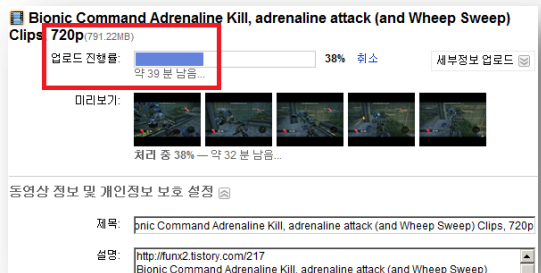 Bionic Command Adrenaline Kill, adrenaline attack (and Wheep Sweep)
Clips, 720p(791.22MB)
업로드 진행률: 38% 취소 세부정보 업로드
약 39 분 남음...
미리보기:
처리 중 38% — 약 32 분 남음...
동영상 정보 및 개인정보 보호 설정
제목: onic Command Adrenaline Kill, adrenaline attack (and Wheep Sweep) Clips, 720p
설명: http://funx2.tistory.com/217
Bionic Command Adrenaline Kill, adrenaline attack (and Wheep Sweep)